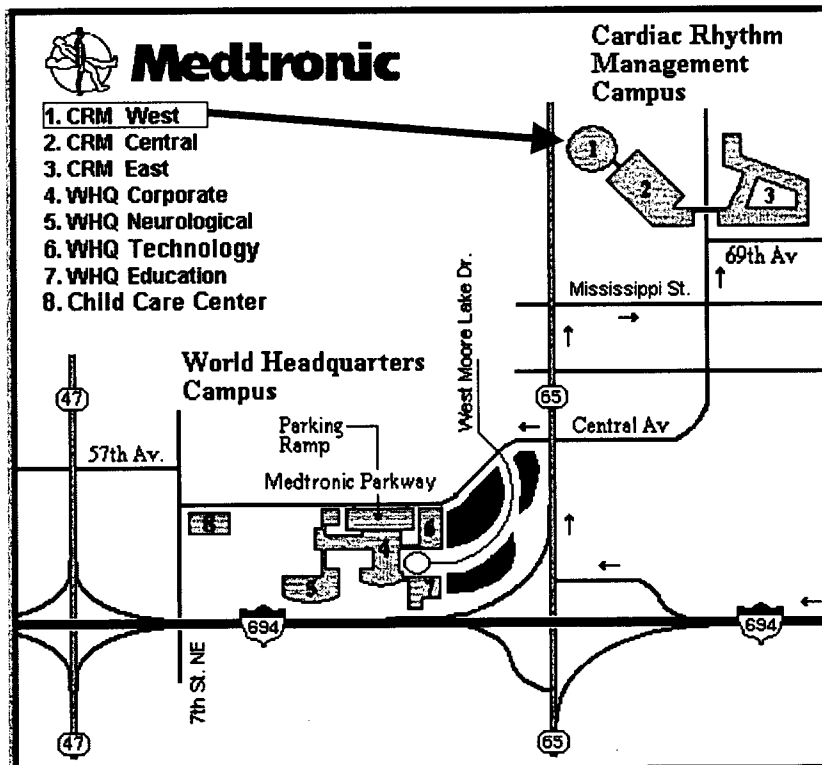 Medtronic
Cardiac Rhythm
Management
Campus
1. CRM West
2. CRM Central
3. CRM East
4. WHQ Corporate
5. WHQ Neurological
6. WHQ Technology
7. WHQ Education
8. Child Care Center
1
2
3
69th Av
Mississippi St.
West Moore Lake Dr.
World Headquarters
Campus
47
65
Parking
Ramp
Central Av
57th Av.
Medtronic Parkway
8
6
4
5
7
694
694
7th St. NE
47
65